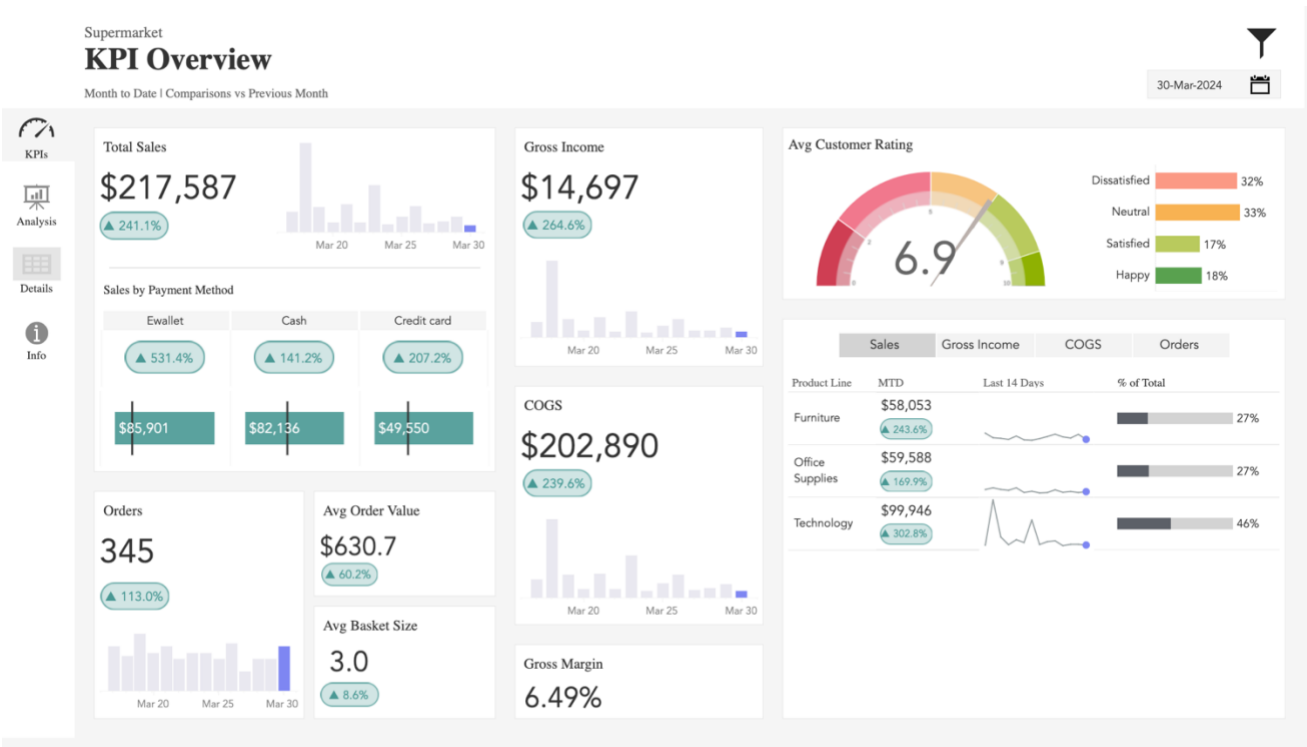 Supermarket
KPI Overview
Month to Date | Comparisons vs Previous Month
30-Mar-2024
KPIs
Analysis
Details
Info
Total Sales
$217,587
▲ 241.1%
Mar 20 Mar 25 Mar 30
Sales by Payment Method
Ewallet Cash Credit card
▲ 531.4% ▲ 141.2% ▲ 207.2%
$85,901 $82,136 $49,550
Orders
345
▲ 113.0%
Mar 20 Mar 25 Mar 30
Avg Order Value
$630.7
▲ 60.2%
Avg Basket Size
3.0
▲ 8.6%
Gross Income
$14,697
▲ 264.6%
Mar 20 Mar 25 Mar 30
COGS
$202,890
▲ 239.6%
Mar 20 Mar 25 Mar 30
Gross Margin
6.49%
Avg Customer Rating
6.9
Dissatisfied 32%
Neutral 33%
Satisfied 17%
Happy 18%
Sales Gross Income COGS Orders
Product Line MTD Last 14 Days % of Total
Furniture $58,053 ▲ 243.6% 27%
Office Supplies $59,588 ▲ 169.9% 27%
Technology $99,946 ▲ 302.8% 46%